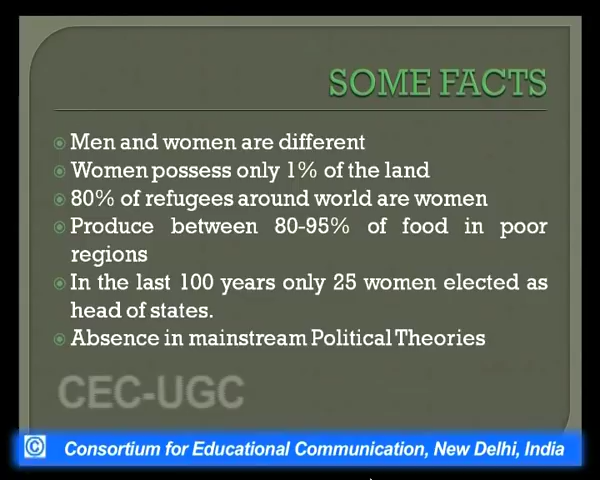 SOME FACTS
Men and women are different
Women possess only 1% of the land
80% of refugees around world are women
Produce between 80-95% of food in poor
regions
In the last 100 years only 25 women elected as
head of states.
Absence in mainstream Political Theories
CEC-UGC
© Consortium for Educational Communication, New Delhi, India